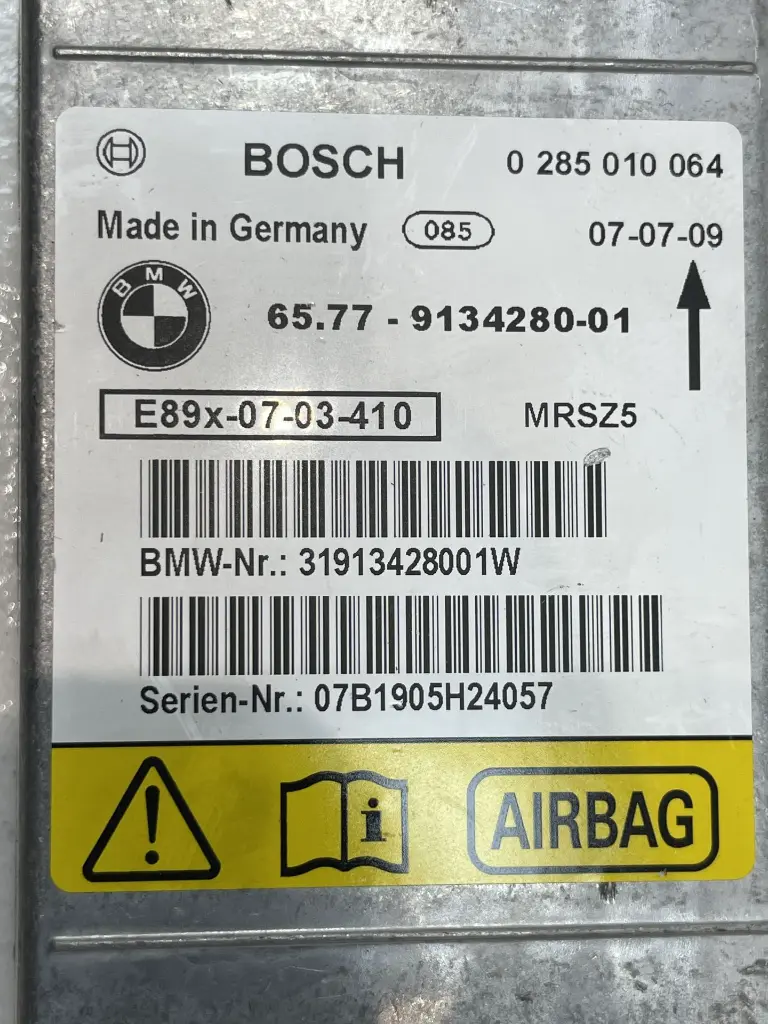 BOSCH 0 285 010 064
Made in Germany 085 07-07-09
BMW
65.77 - 9134280-01
E89x-07-03-410 MRSZ5
BMW-Nr.: 31913428001W
Serien-Nr.: 07B1905H24057
! i AIRBAG